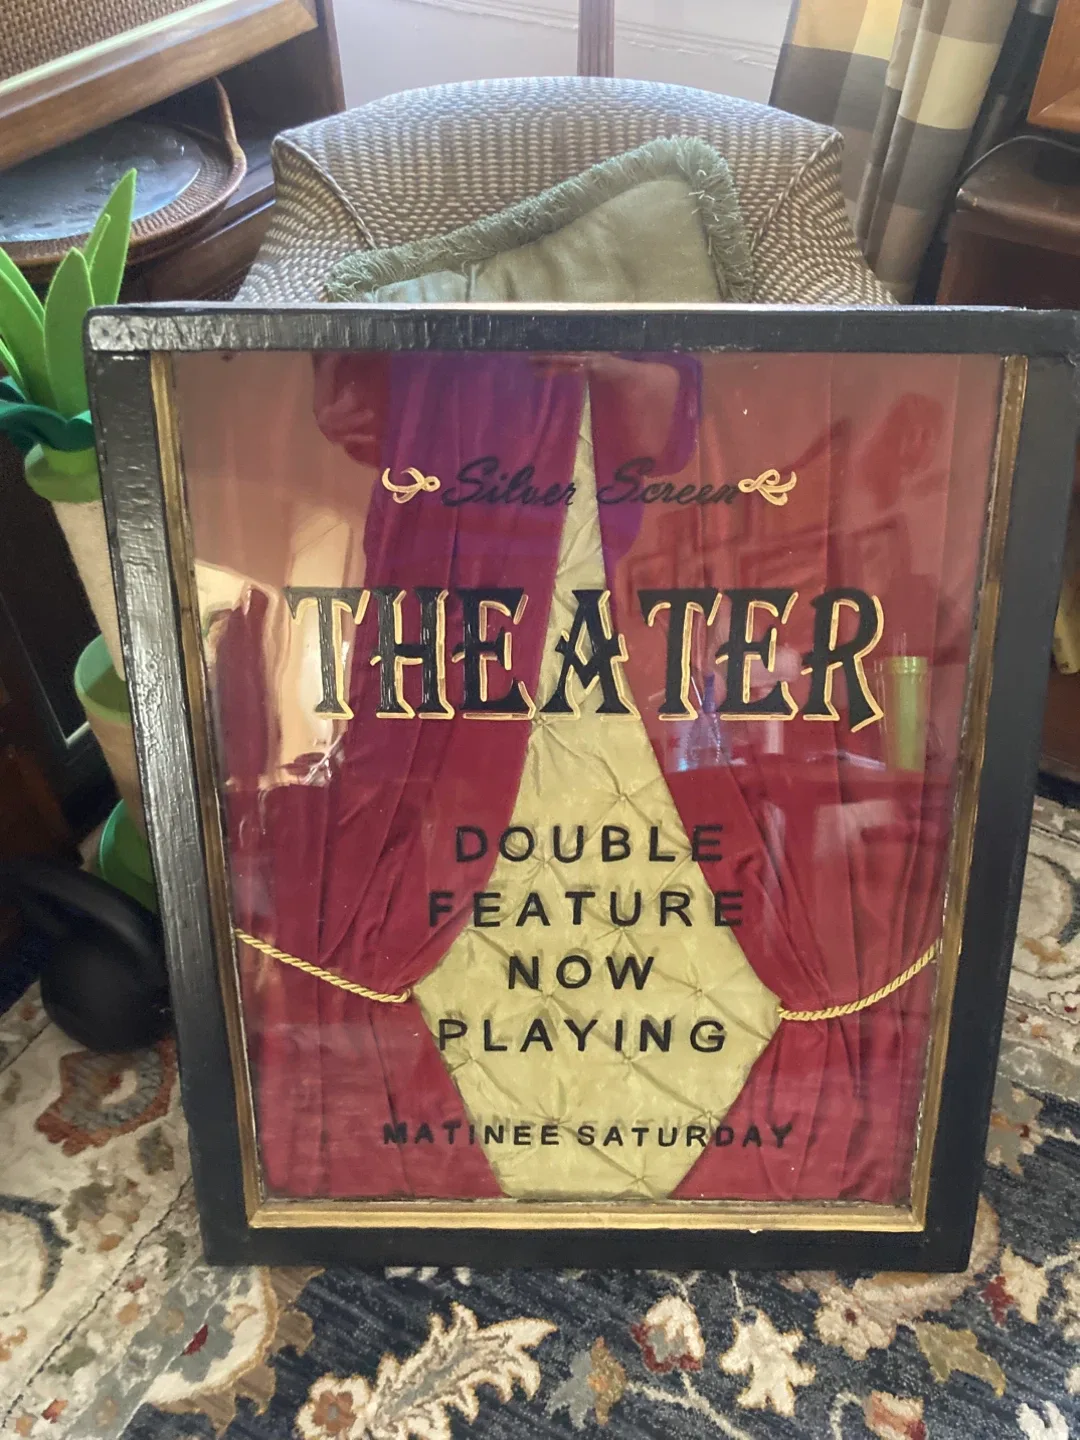 Silver Screen
THEATER
DOUBLE
FEATURE
NOW
PLAYING
MATINEE SATURDAY